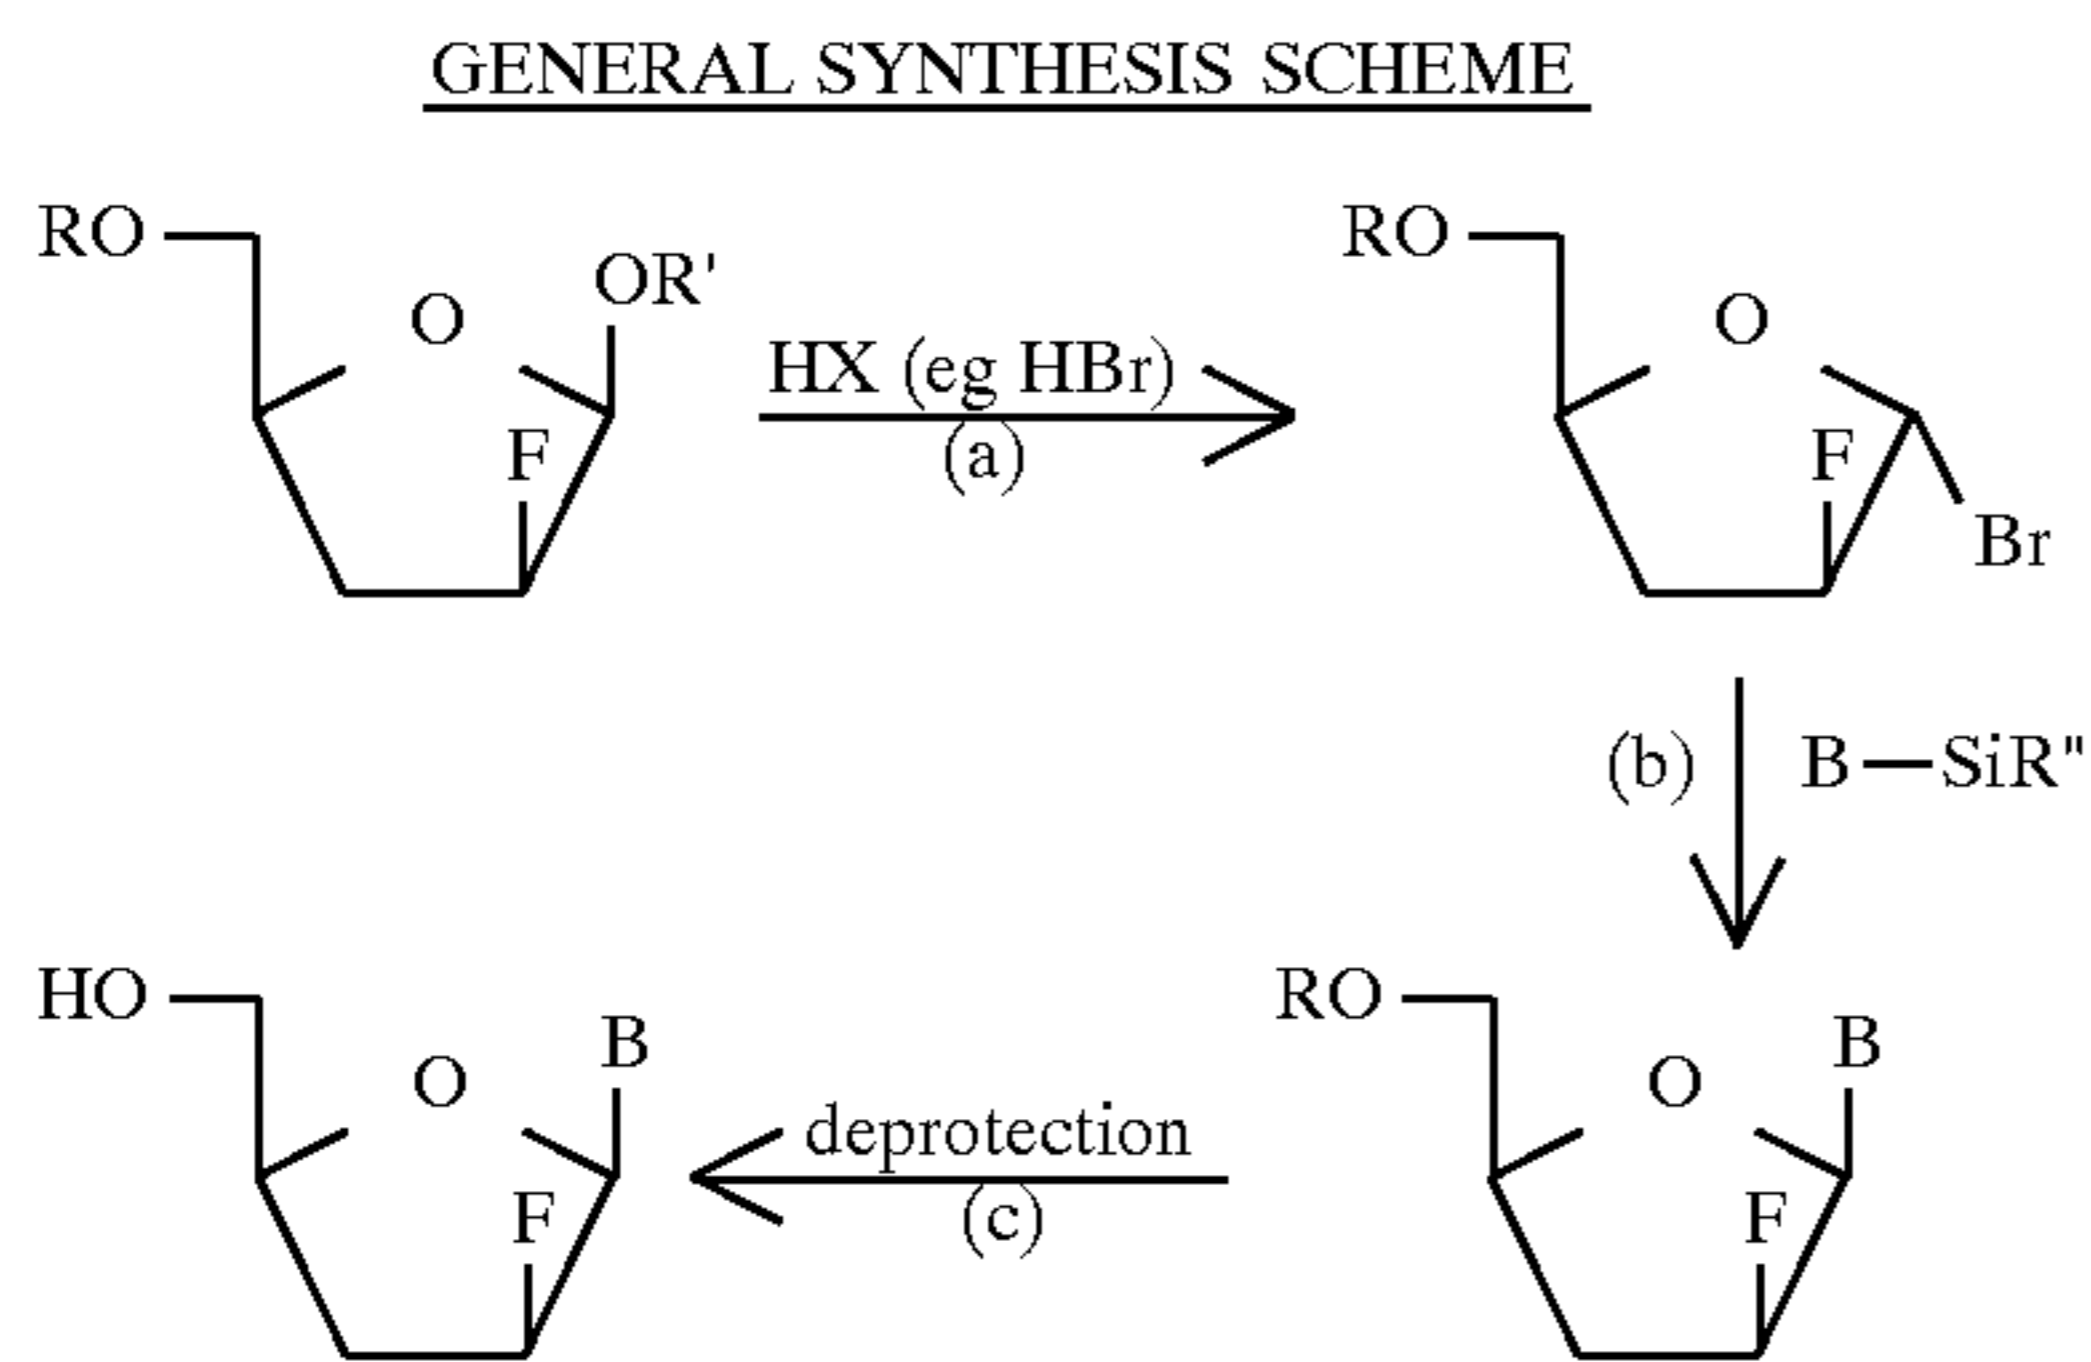 GENERAL SYNTHESIS SCHEME
RO
O
OR'
F
HX (eg HBr)
(a)
RO
O
F
Br
(b)
B—SiR"
RO
O
B
F
deprotection
(c)
HO
O
B
F